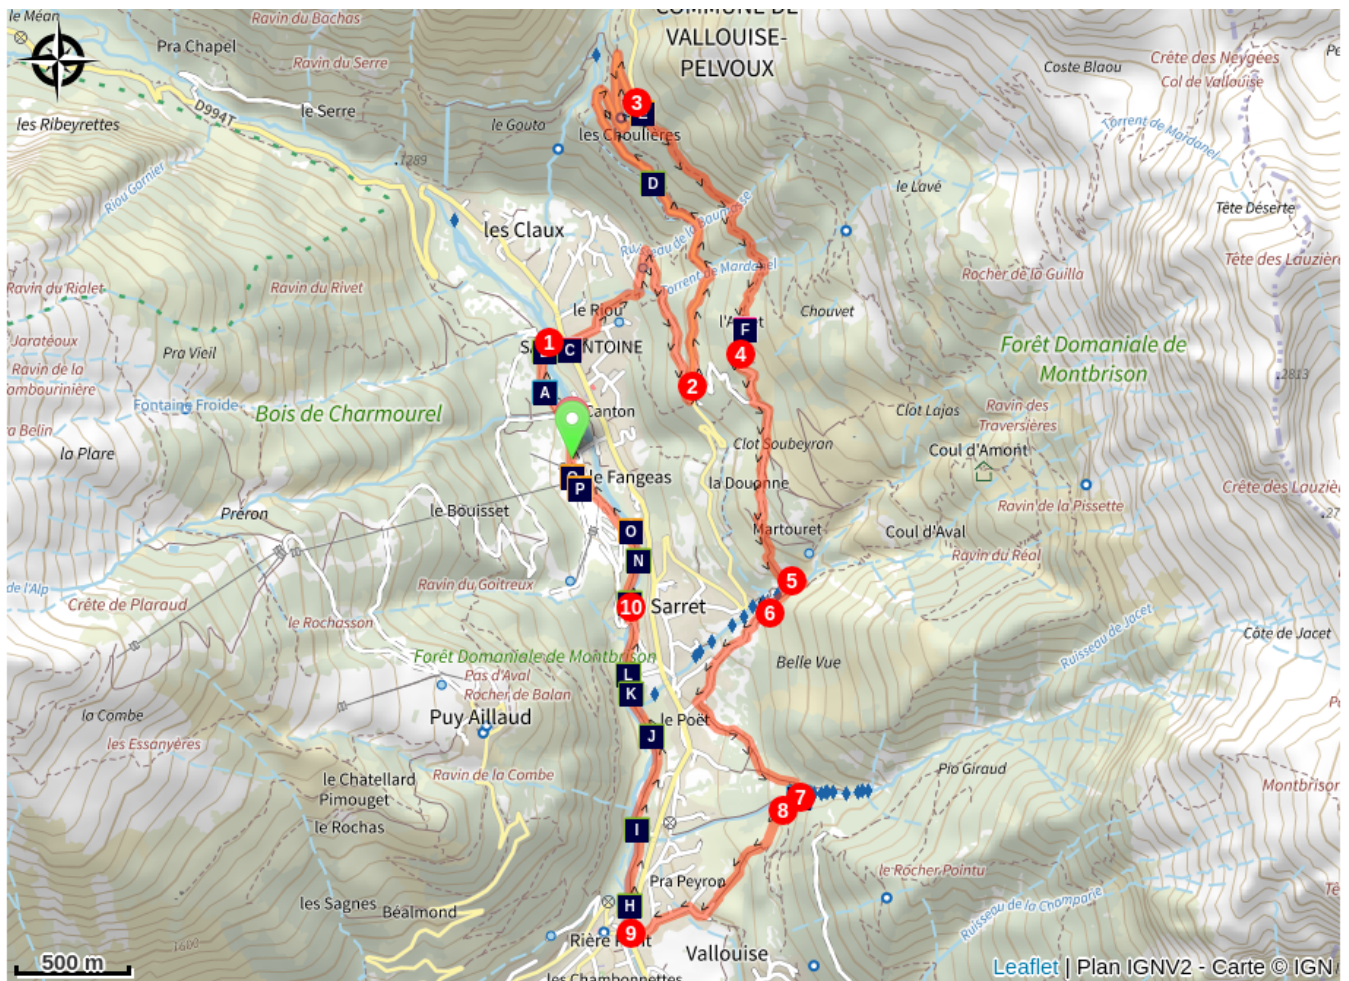 le Méan
Ravin du Bachas
COMMUNE DE
VALLOUISE-
PELVOUX
Pra Chapel
Ravin du Serre
Coste Blaou
Crête des Neygées
Col de Vallouise
D994T
le Serre
les Ribeyrettes
le Gouta
3
les Choulières
Torrent de Mardanel
1289
D
le Lavé
Riou Garnier
Tête Déserte
les Claux
Torrent de Mardanel
Tête des Lauzière
Ravin du Rialet
Ravin du Rivet
Rocher de la Guilla
le Riou
Chouvet
F
Jaratéoux
Pra Vieil
1
C
4
Forêt Domaniale de
Montbrison
Ravin de la
2
2813
A
Fontaine Froide
Bois de Charmourel
Canton
Clot Lajas
Ravin des
Traversières
ra Belin
la Plare
Clot Soubeyran
Coul d'Amont
le Fangeas
P
la Douonne
Crête des Lauziè
Préron
le Bouisset
Ravin de la Pissette
O
Martouret
Coul d'Aval
N
Ravin du Réal
de l'Alp
Ravin du Goitreux
5
Crête de Plaraud
10
Sarret
6
le Rochasson
Ruisseau de Jacet
Côte de Jacet
Forêt Domaniale de Montbrison
Belle Vue
Pas d'Aval
L
Rocher de Balan
K
la Combe
Puy Aillaud
le Poët
les Essanyères
J
Ravin de la Combe
Pio Giraud
le Chatellard
Pimouget
7
Montbrison
8
le Rochas
I
Pra Peyron
le Rocher Pointu
les Sagnes
Béalmond
H
Ruisseau de la Champarie
9
1600
Vallouise
500 m
les Chambonnettes
Leaflet | Plan IGNV2 - Carte © IGN